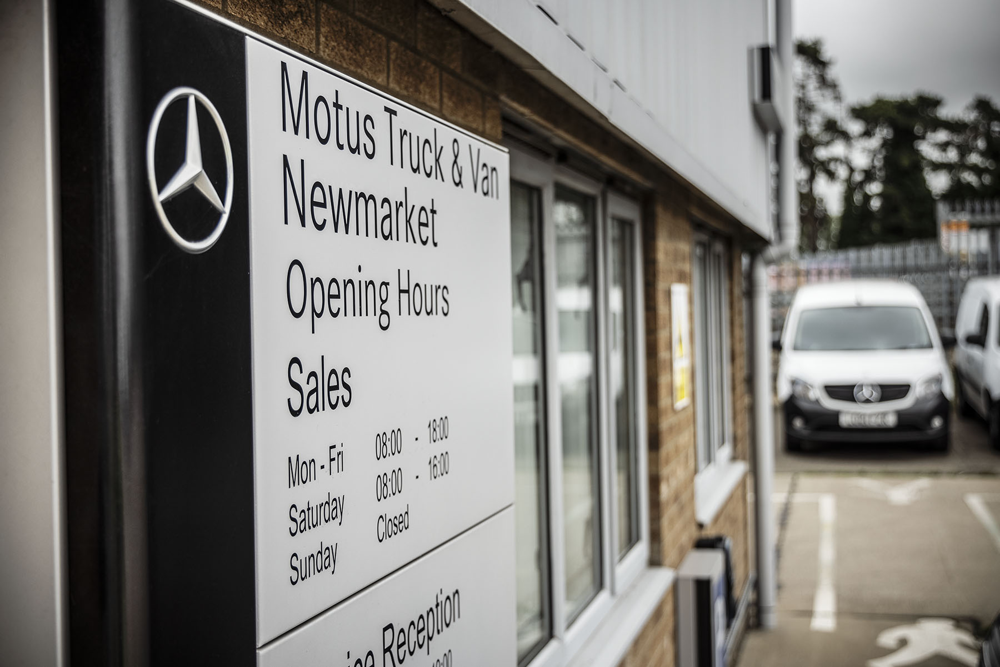 Motus Truck & Van
Newmarket
Opening Hours
Sales
Mon - Fri 08:00 - 18:00
Saturday 08:00 - 16:00
Sunday Closed
Reception